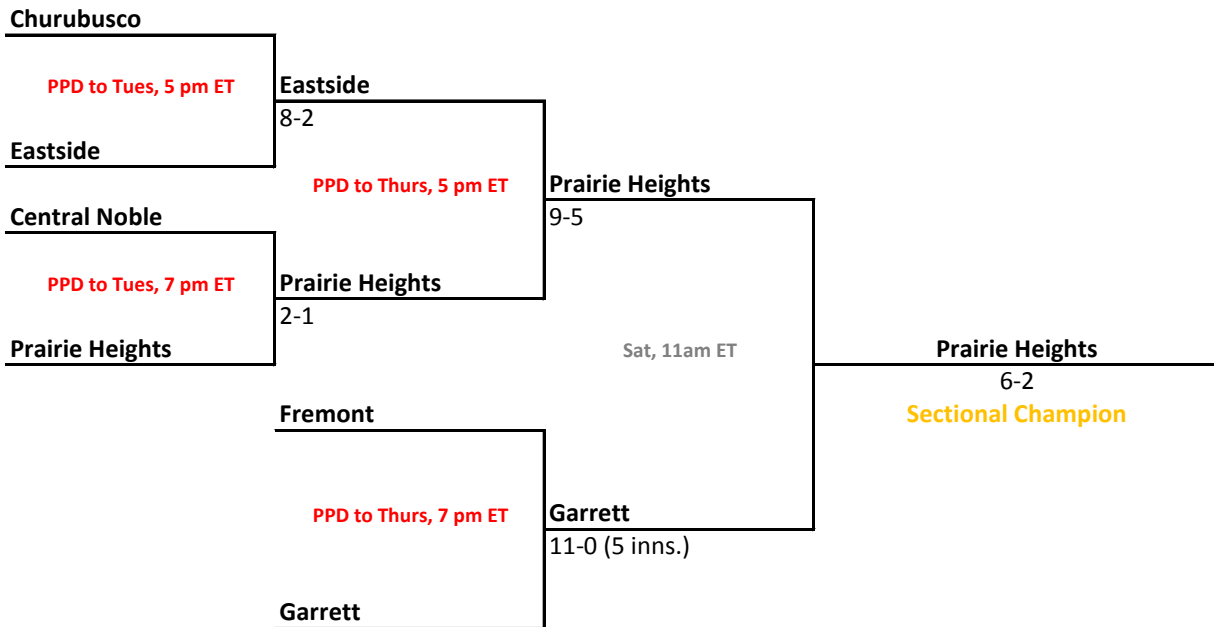 Churubusco
PPD to Tues, 5 pm ET
Eastside
8-2
Eastside
PPD to Thurs, 5 pm ET
Prairie Heights
9-5
Central Noble
PPD to Tues, 7 pm ET
Prairie Heights
2-1
Prairie Heights
Sat, 11am ET
Prairie Heights
6-2
Sectional Champion
Fremont
PPD to Thurs, 7 pm ET
Garrett
11-0 (5 inns.)
Garrett